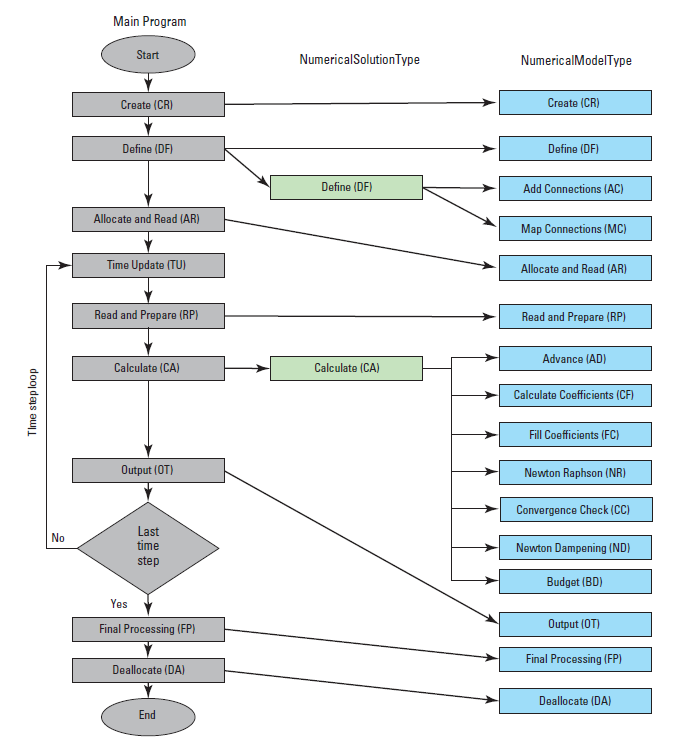 Main Program
NumericalSolutionType
NumericalModelType
Start
Create (CR)
Create (CR)
Define (DF)
Define (DF)
Define (DF)
Add Connections (AC)
Map Connections (MC)
Allocate and Read (AR)
Allocate and Read (AR)
Time Update (TU)
Read and Prepare (RP)
Read and Prepare (RP)
Calculate (CA)
Calculate (CA)
Advance (AD)
Calculate Coefficients (CF)
Fill Coefficients (FC)
Newton Raphson (NR)
Convergence Check (CC)
Newton Dampening (ND)
Budget (BD)
Time step loop
Output (OT)
Last
time
step
No
Yes
Output (OT)
Final Processing (FP)
Final Processing (FP)
Deallocate (DA)
Deallocate (DA)
End